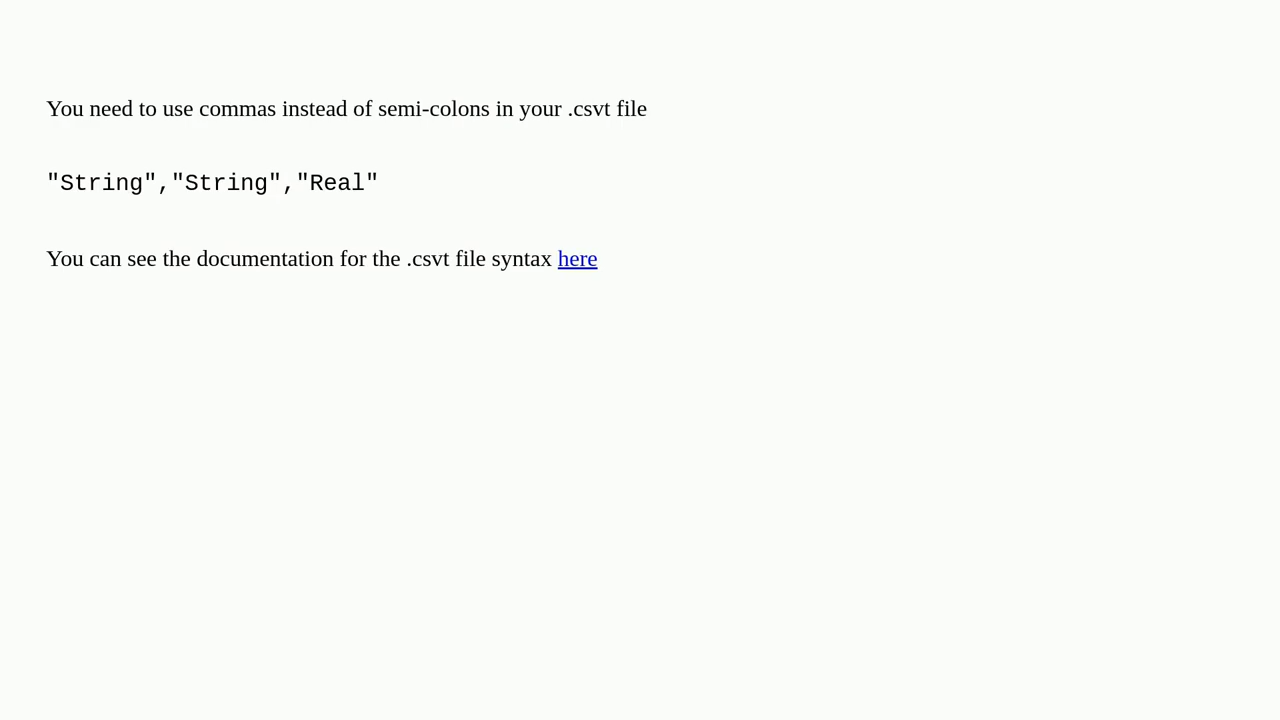 You need to use commas instead of semi-colons in your .csvt file
"String","String","Real"
You can see the documentation for the .csvt file syntax here